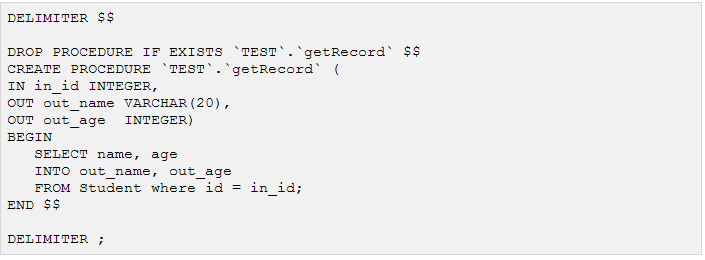 DELIMITER $$
DROP PROCEDURE IF EXISTS `TEST`.`getRecord` $$
CREATE PROCEDURE `TEST`.`getRecord` (
IN in_id INTEGER,
OUT out_name VARCHAR(20),
OUT out_age  INTEGER)
BEGIN
   SELECT name, age
   INTO out_name, out_age
   FROM Student where id = in_id;
END $$
DELIMITER ;